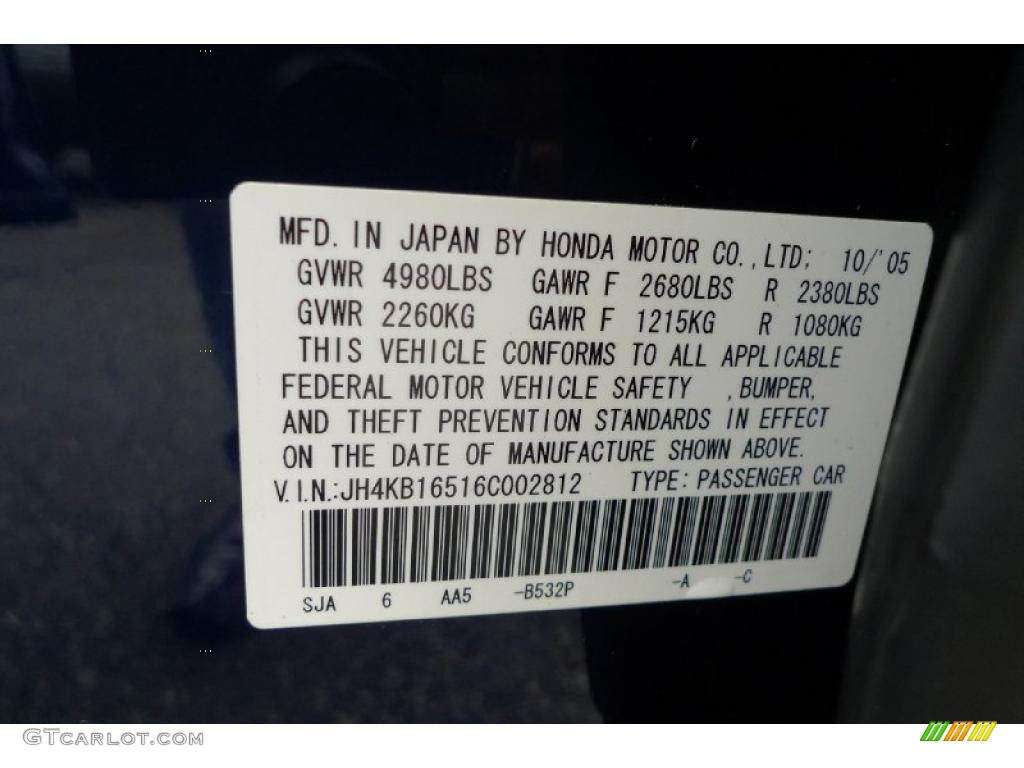 MFD. IN JAPAN BY HONDA MOTOR CO.,LTD; 10/'05
GVWR 4980LBS GAWR F 2680LBS R 2380LBS
GVWR 2260KG GAWR F 1215KG R 1080KG
THIS VEHICLE CONFORMS TO ALL APPLICABLE
FEDERAL MOTOR VEHICLE SAFETY ,BUMPER,
AND THEFT PREVENTION STANDARDS IN EFFECT
ON THE DATE OF MANUFACTURE SHOWN ABOVE.
V.I.N.:JH4KB16516C002812 TYPE: PASSENGER CAR
SJA 6 AA5 -B532P -A -C
GTCARLOT.COM